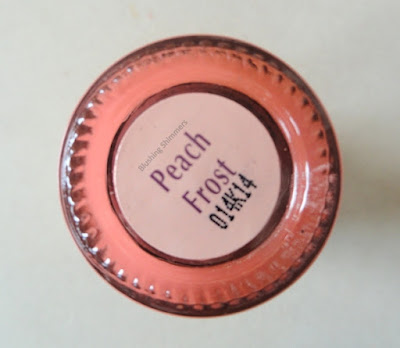 Blushing Shimmers
Peach
Frost
014K14